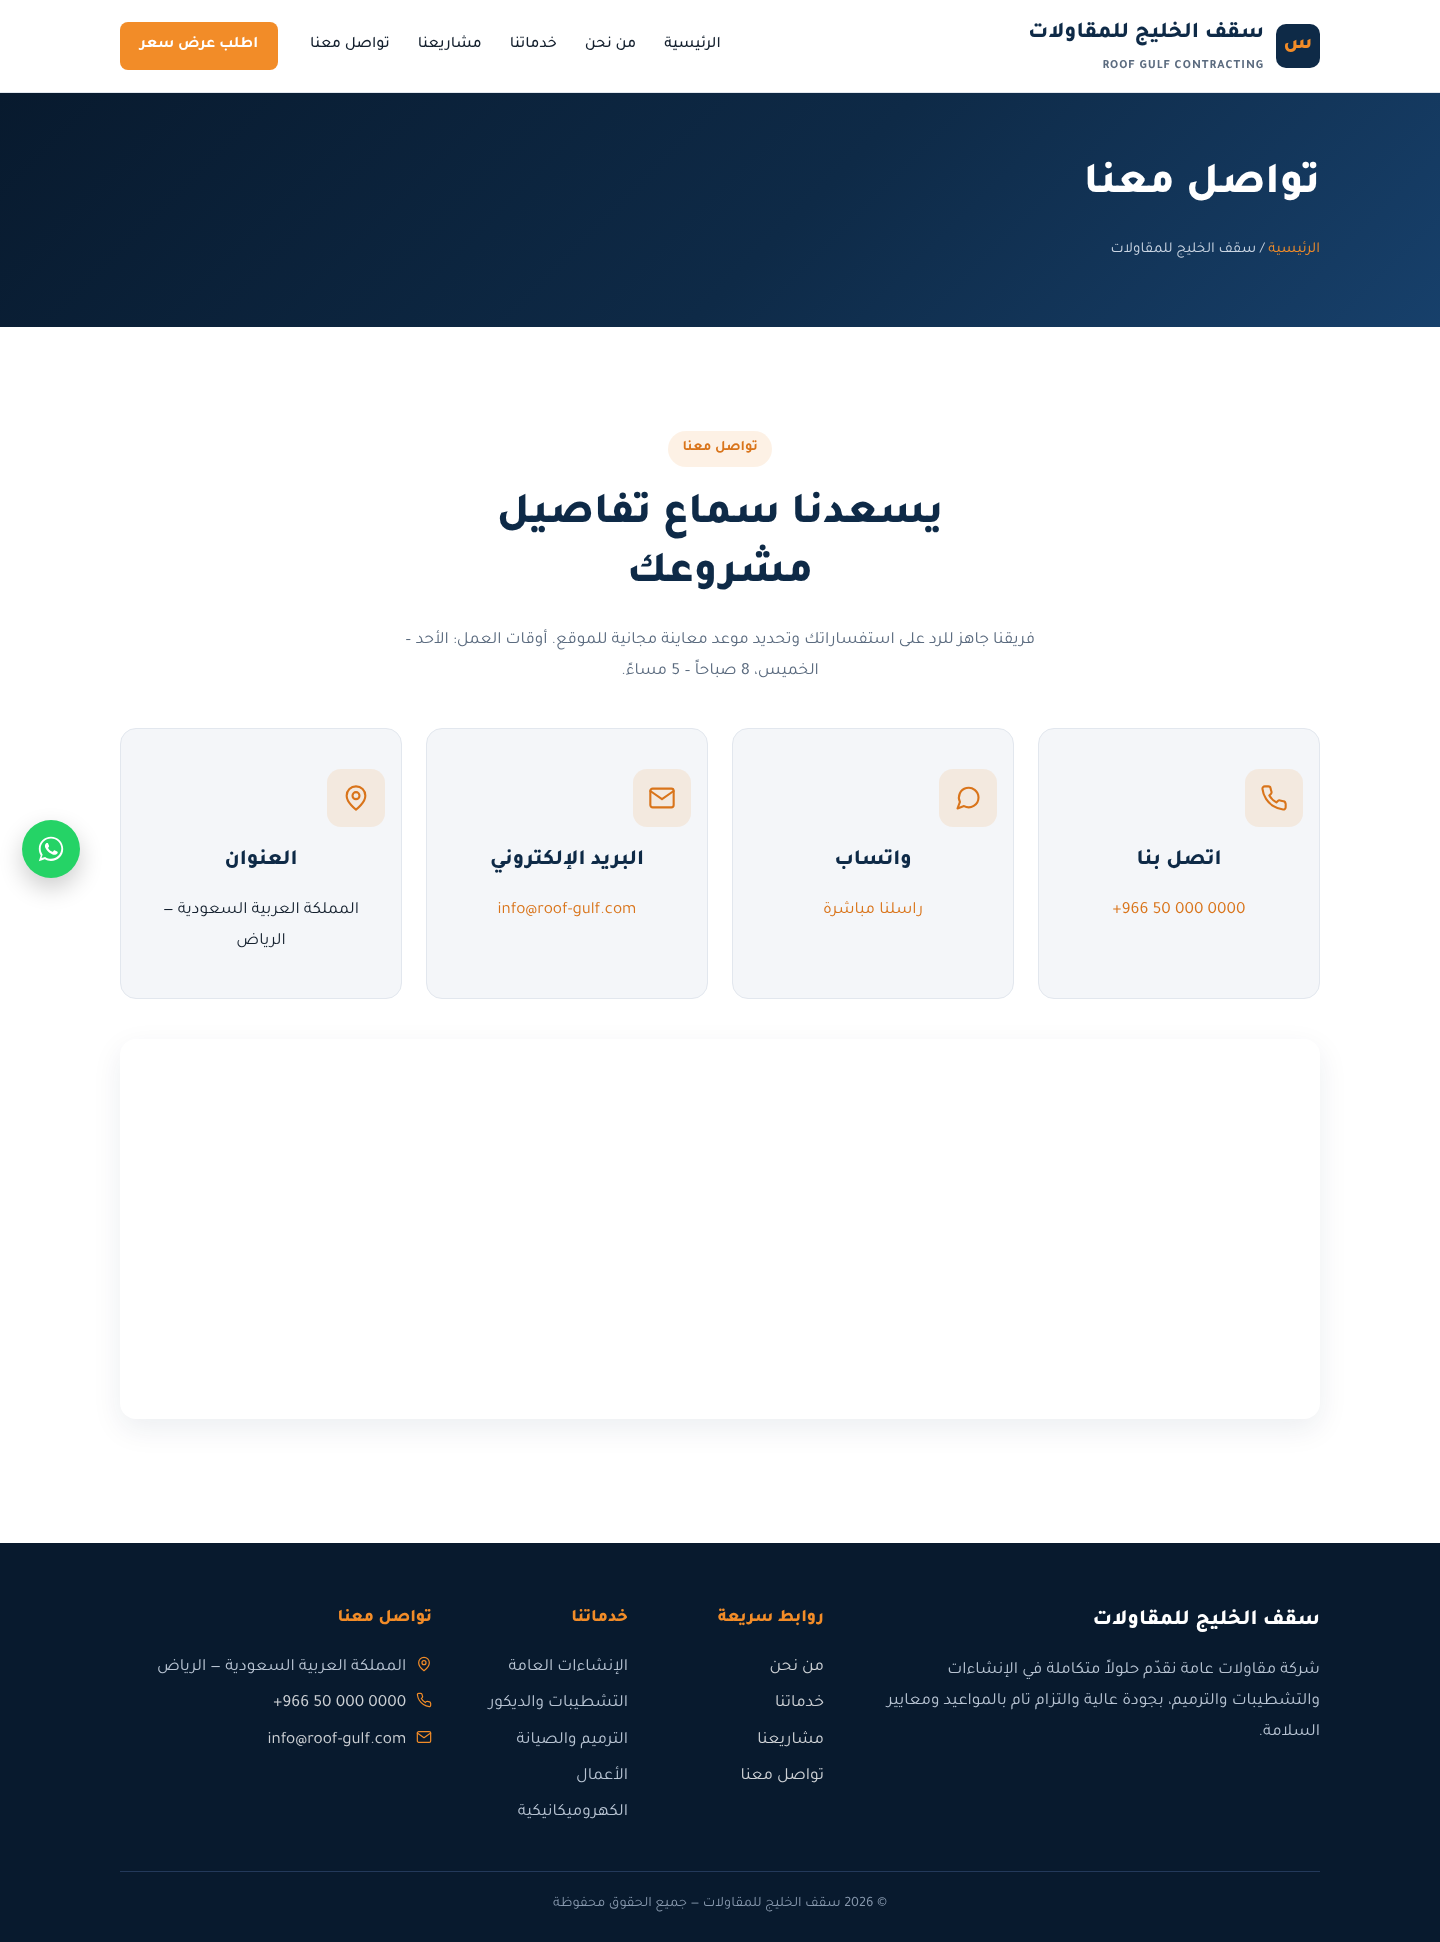 س
سقف الخليج للمقاولات
ROOF GULF CONTRACTING
الرئيسية
من نحن
خدماتنا
مشاريعنا
تواصل معنا
اطلب عرض سعر
تواصل معنا
الرئيسية / سقف الخليج للمقاولات
تواصل معنا
يسعدنا سماع تفاصيل
مشروعك
فريقنا جاهز للرد على استفساراتك وتحديد موعد معاينة مجانية للموقع. أوقات العمل: الأحد -
الخميس، 8 صباحاً - 5 مساءً.
اتصل بنا
+966 50 000 0000
واتساب
راسلنا مباشرة
البريد الإلكتروني
info@roof-gulf.com
العنوان
المملكة العربية السعودية –
الرياض
سقف الخليج للمقاولات
شركة مقاولات عامة نقدّم حلولاً متكاملة في الإنشاءات
والتشطيبات والترميم، بجودة عالية والتزام تام بالمواعيد ومعايير
السلامة.
روابط سريعة
من نحن
خدماتنا
مشاريعنا
تواصل معنا
خدماتنا
الإنشاءات العامة
التشطيبات والديكور
الترميم والصيانة
الأعمال
الكهروميكانيكية
تواصل معنا
المملكة العربية السعودية – الرياض
+966 50 000 0000
info@roof-gulf.com
© 2026 سقف الخليج للمقاولات – جميع الحقوق محفوظة